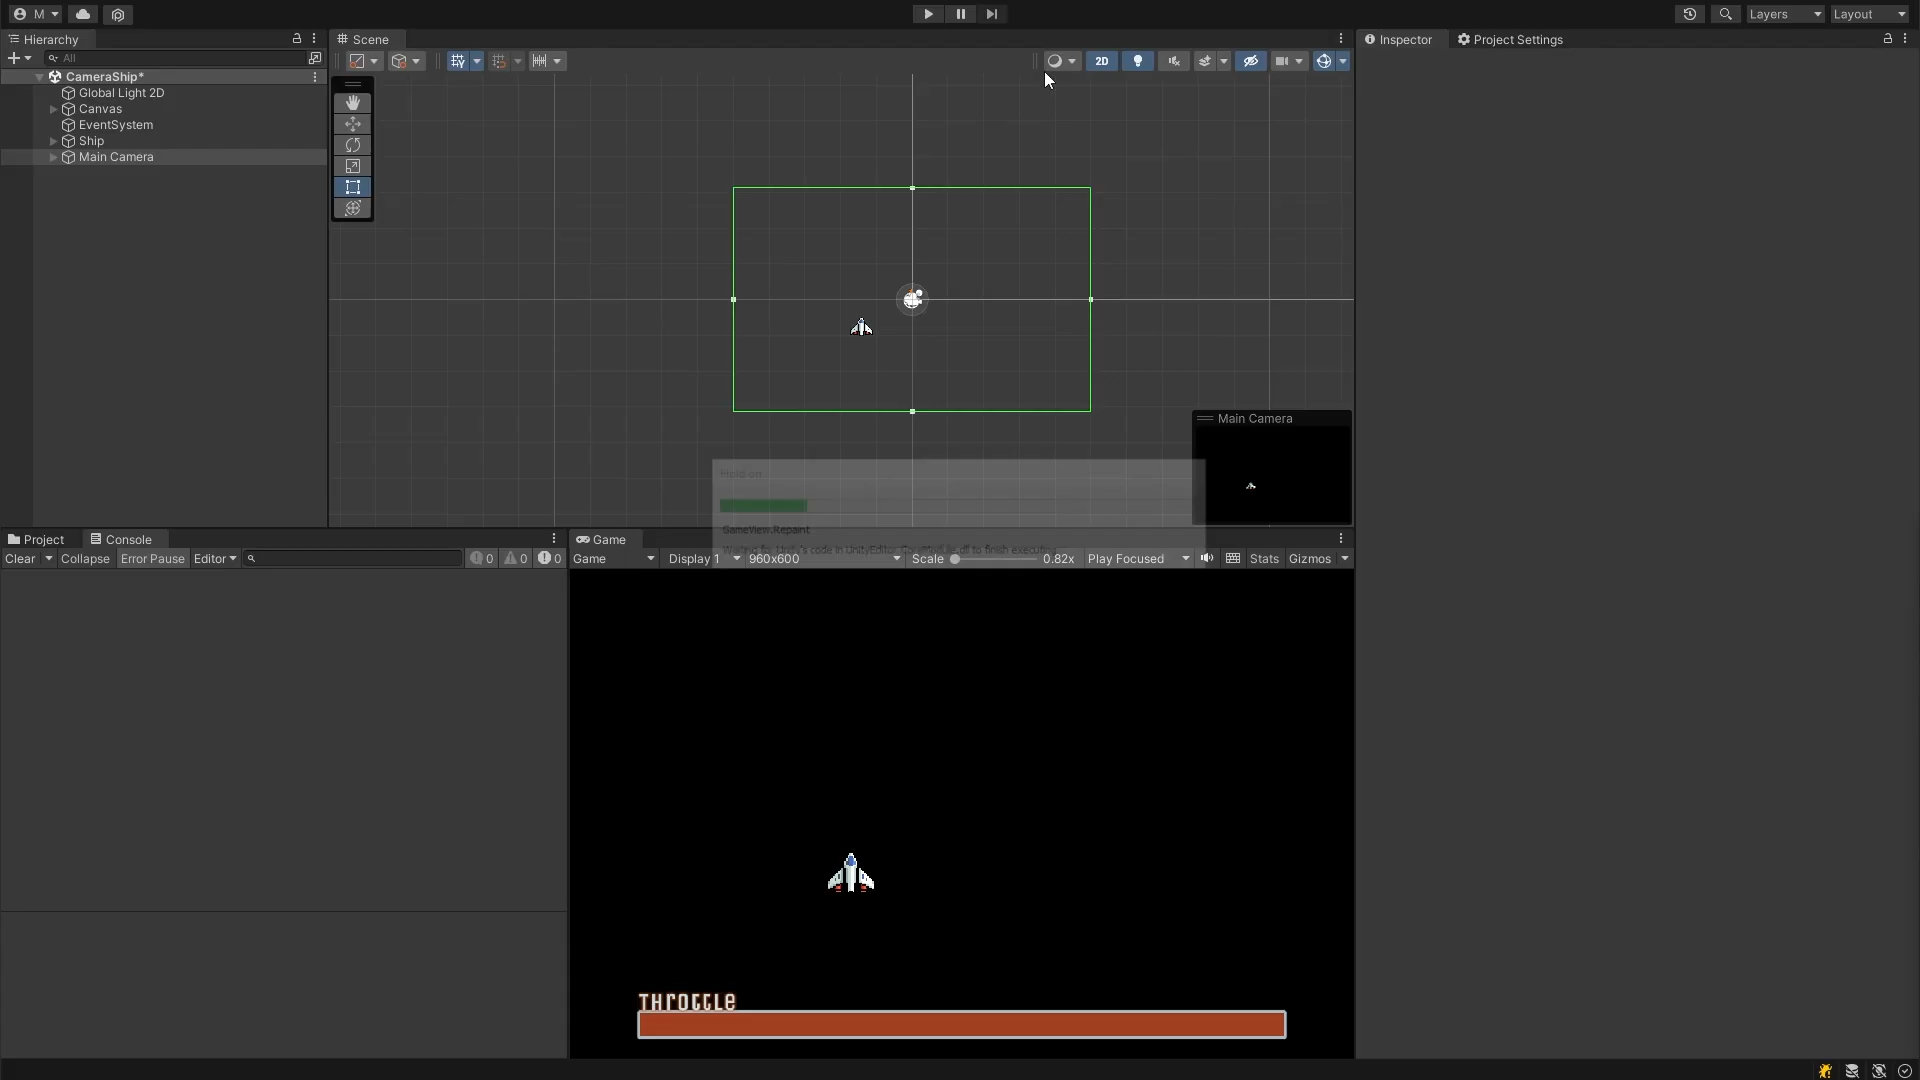 M
Layers
Layout
Hierarchy
Scene
Inspector
Project Settings
All
2D
CameraShip*
Global Light 2D
Canvas
EventSystem
Ship
Main Camera
Main Camera
Hold on
GameView.Repaint
Project
Console
Game
Clear
Collapse
Error Pause
Editor
0
0
0
Game
Display 1
960x600
Scale
0.82x
Play Focused
Stats
Gizmos
Throttle